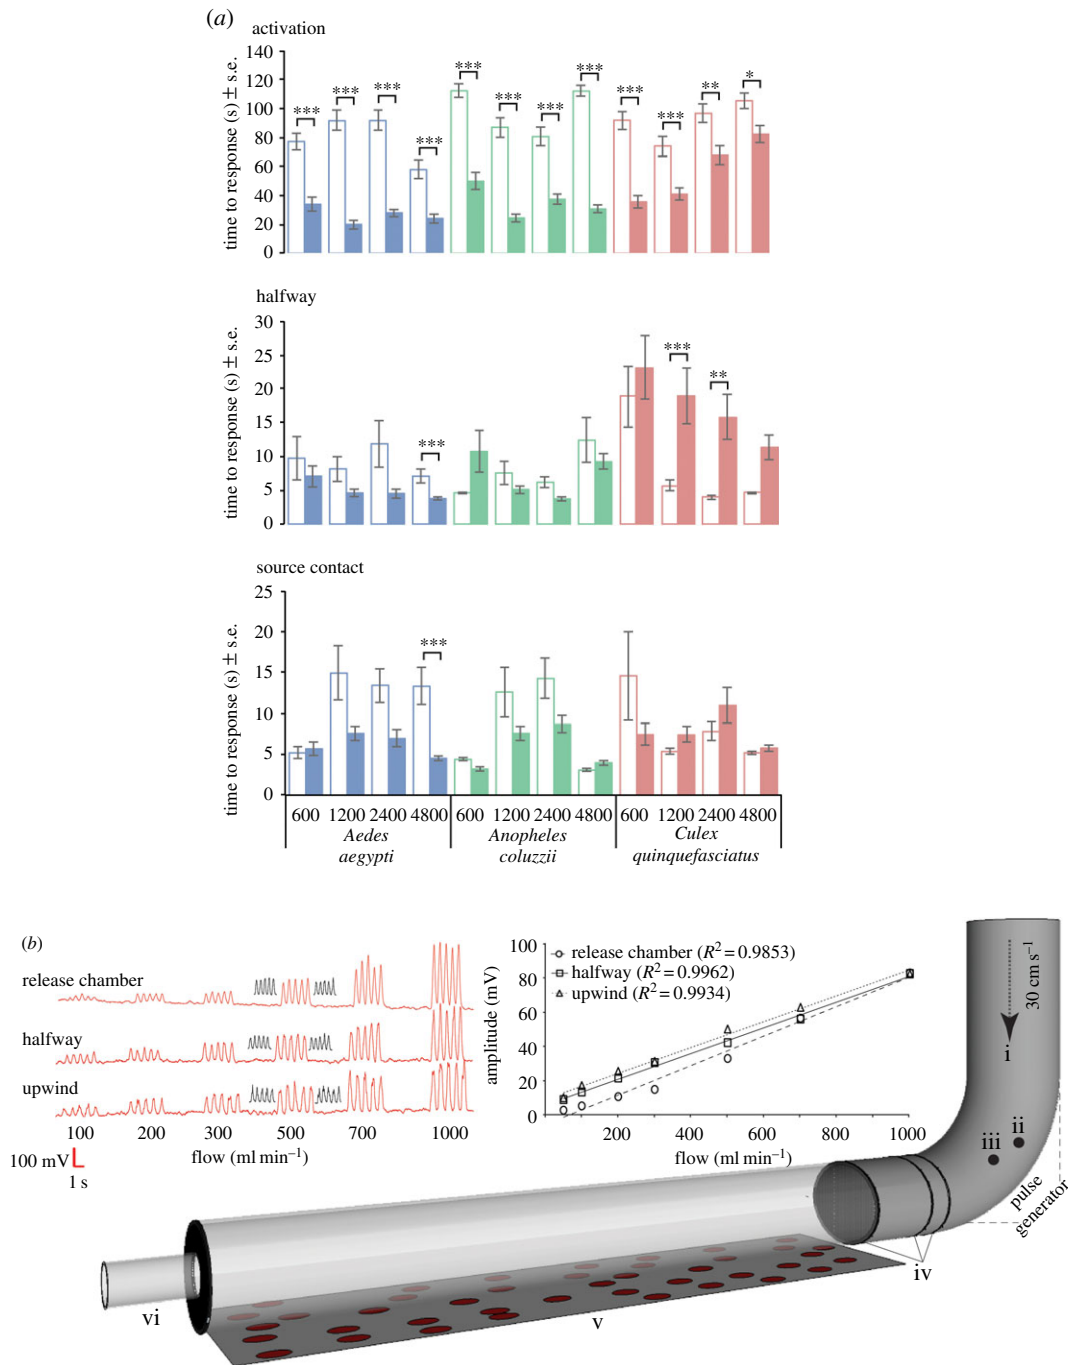 (a)
activation
time to response (s) ± s.e.
140
120
100
80
60
40
20
0
***
***
***
***
***
***
***
***
***
***
**
*
halfway
time to response (s) ± s.e.
30
25
20
15
10
5
0
***
***
**
source contact
time to response (s) ± s.e.
25
20
15
10
5
0
***
600 1200 2400 4800 600 1200 2400 4800 600 1200 2400 4800
Aedes aegypti
Anopheles coluzzii
Culex quinquefasciatus
(b)
release chamber
halfway
upwind
100 200 300 500 700 1000
flow (ml min⁻¹)
100 mV
1 s
amplitude (mV)
100
80
60
40
20
0
release chamber (R² = 0.9853)
halfway (R² = 0.9962)
upwind (R² = 0.9934)
200 400 600 800 1000
flow (ml min⁻¹)
30 cm s⁻¹
i
ii
iii
pulse generator
iv
v
vi